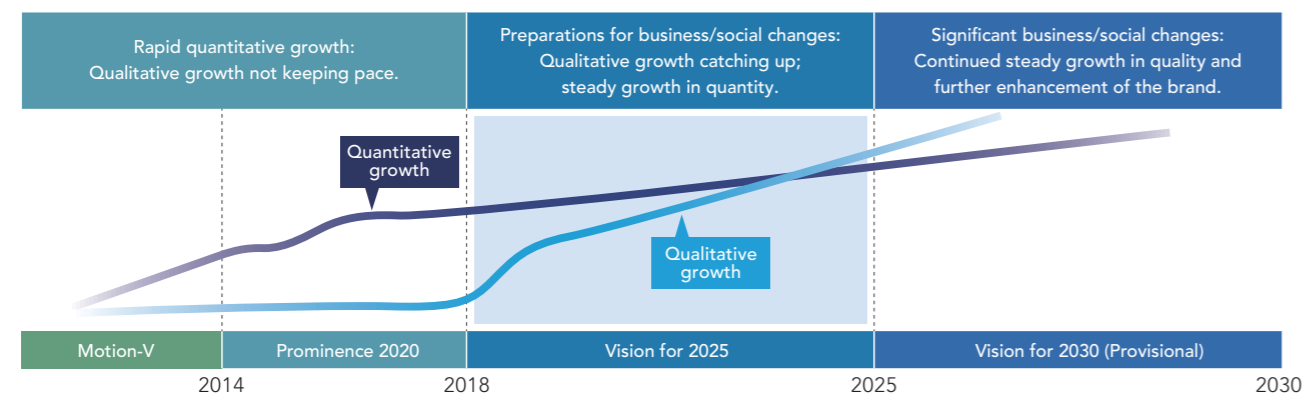 Rapid quantitative growth:
Qualitative growth not keeping pace.
Preparations for business/social changes:
Qualitative growth catching up;
steady growth in quantity.
Significant business/social changes:
Continued steady growth in quality and
further enhancement of the brand.
Quantitative
growth
Qualitative
growth
Motion-V
Prominence 2020
Vision for 2025
Vision for 2030 (Provisional)
2014
2018
2025
2030